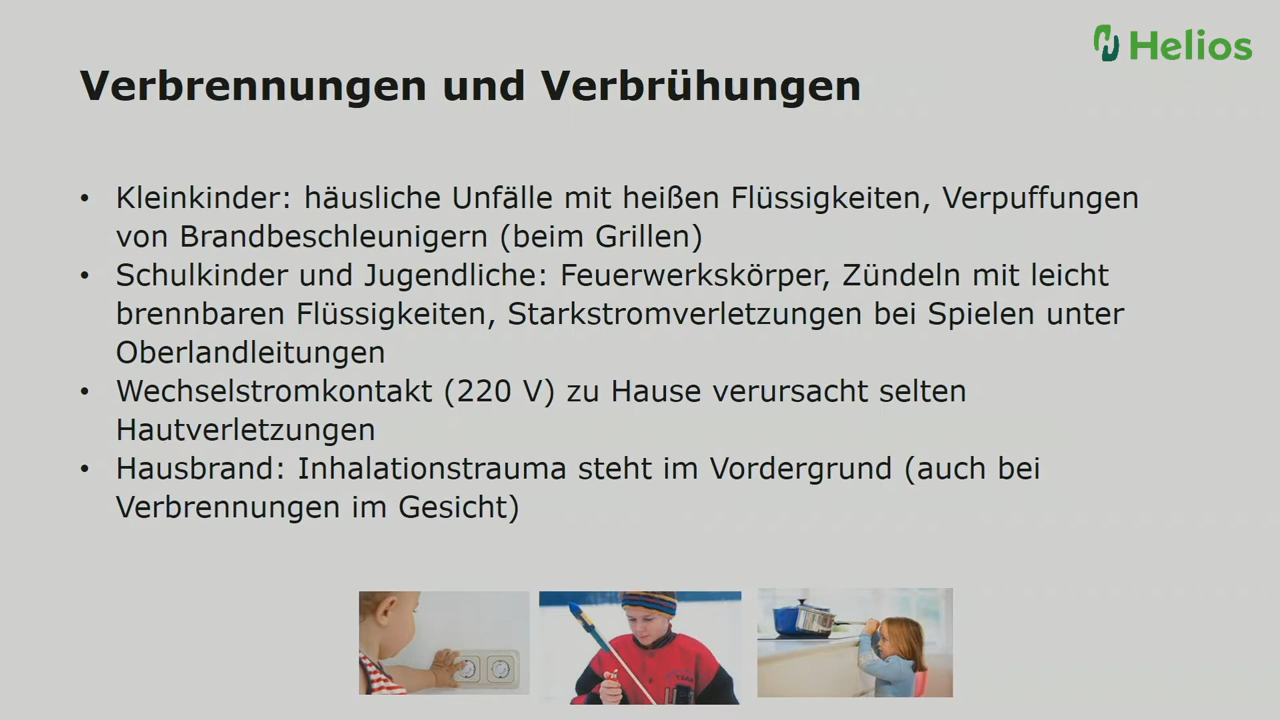 Helios
Verbrennungen und Verbrühungen
• Kleinkinder: häusliche Unfälle mit heißen Flüssigkeiten, Verpuffungen
von Brandbeschleunigern (beim Grillen)
• Schulkinder und Jugendliche: Feuerwerkskörper, Zündeln mit leicht
brennbaren Flüssigkeiten, Starkstromverletzungen bei Spielen unter
Oberlandleitungen
• Wechselstromkontakt (220 V) zu Hause verursacht selten
Hautverletzungen
• Hausbrand: Inhalationstrauma steht im Vordergrund (auch bei
Verbrennungen im Gesicht)